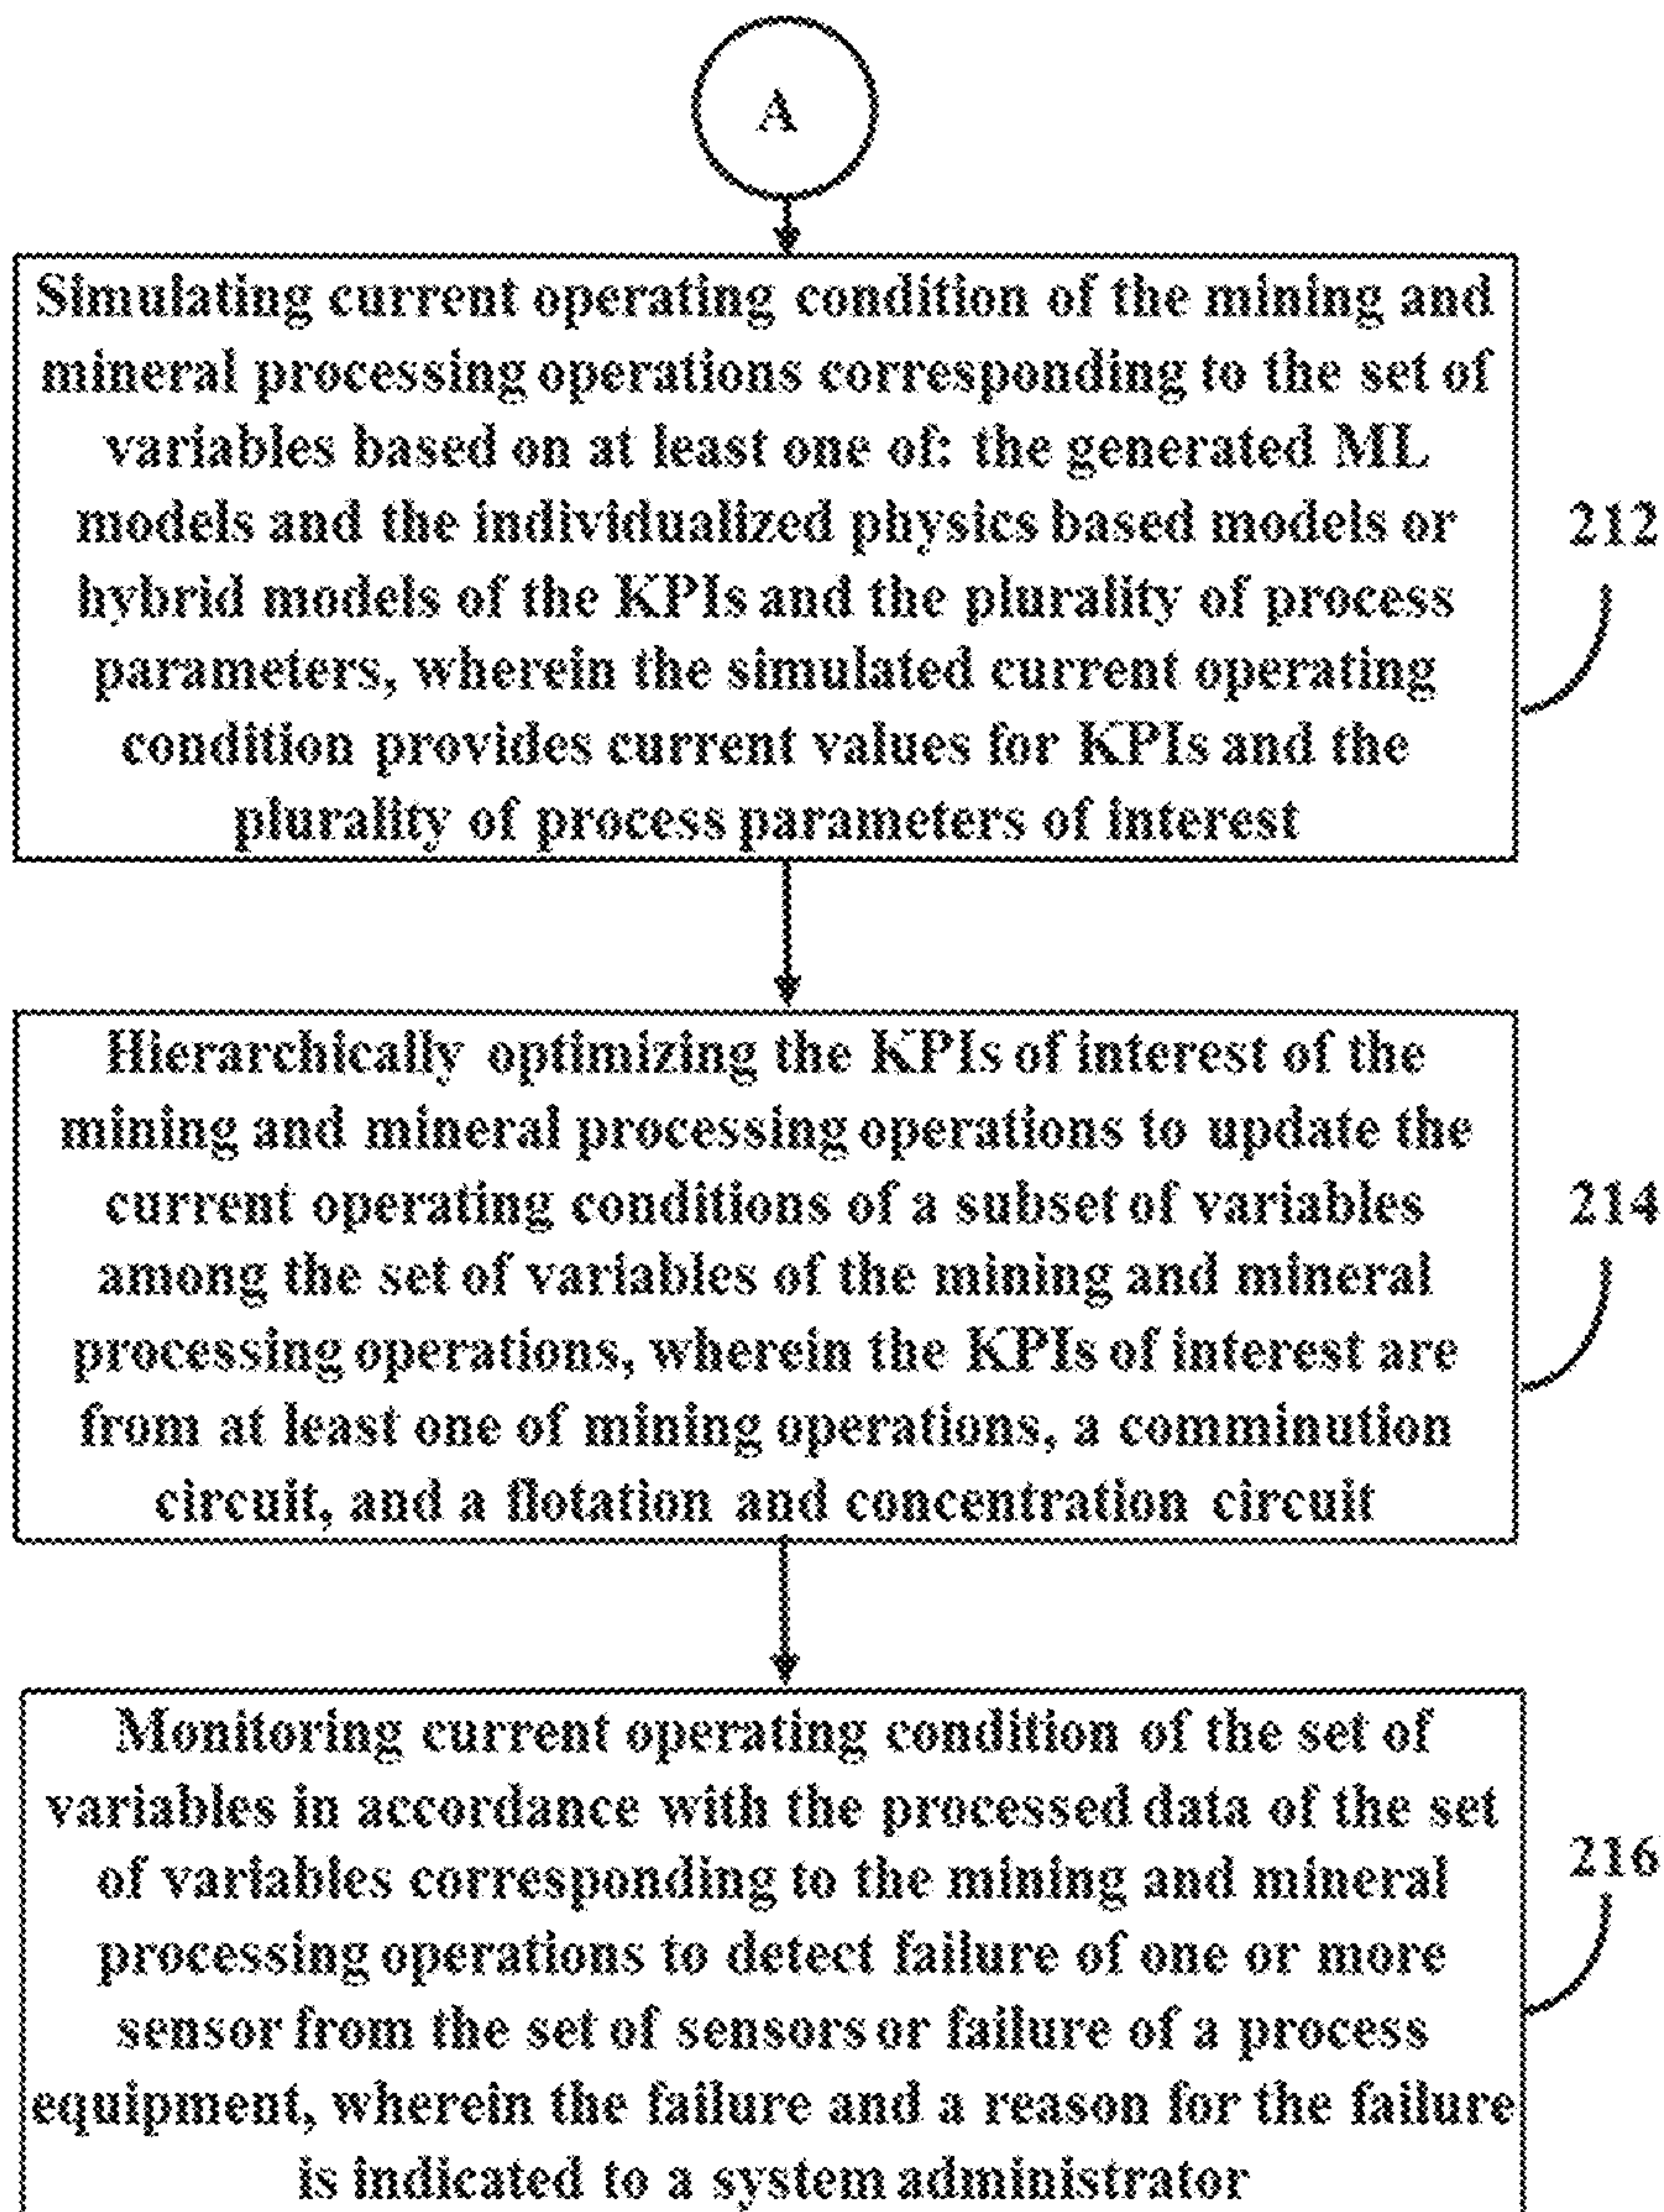 A
Simulating current operating condition of the mining and
mineral processing operations corresponding to the set of
variables based on at least one of: the generated ML
models and the individualized physics based models or
hybrid models of the KPIs and the plurality of process
parameters, wherein the simulated current operating
condition provides current values for KPIs and the
plurality of process parameters of interest
212
Hierarchically optimizing the KPIs of interest of the
mining and mineral processing operations to update the
current operating conditions of a subset of variables
among the set of variables of the mining and mineral
processing operations, wherein the KPIs of interest are
from at least one of mining operations, a comminution
circuit, and a flotation and concentration circuit
214
Monitoring current operating condition of the set of
variables in accordance with the processed data of the set
of variables corresponding to the mining and mineral
processing operations to detect failure of one or more
sensor from the set of sensors or failure of a process
equipment, wherein the failure and a reason for the failure
is indicated to a system administrator
216